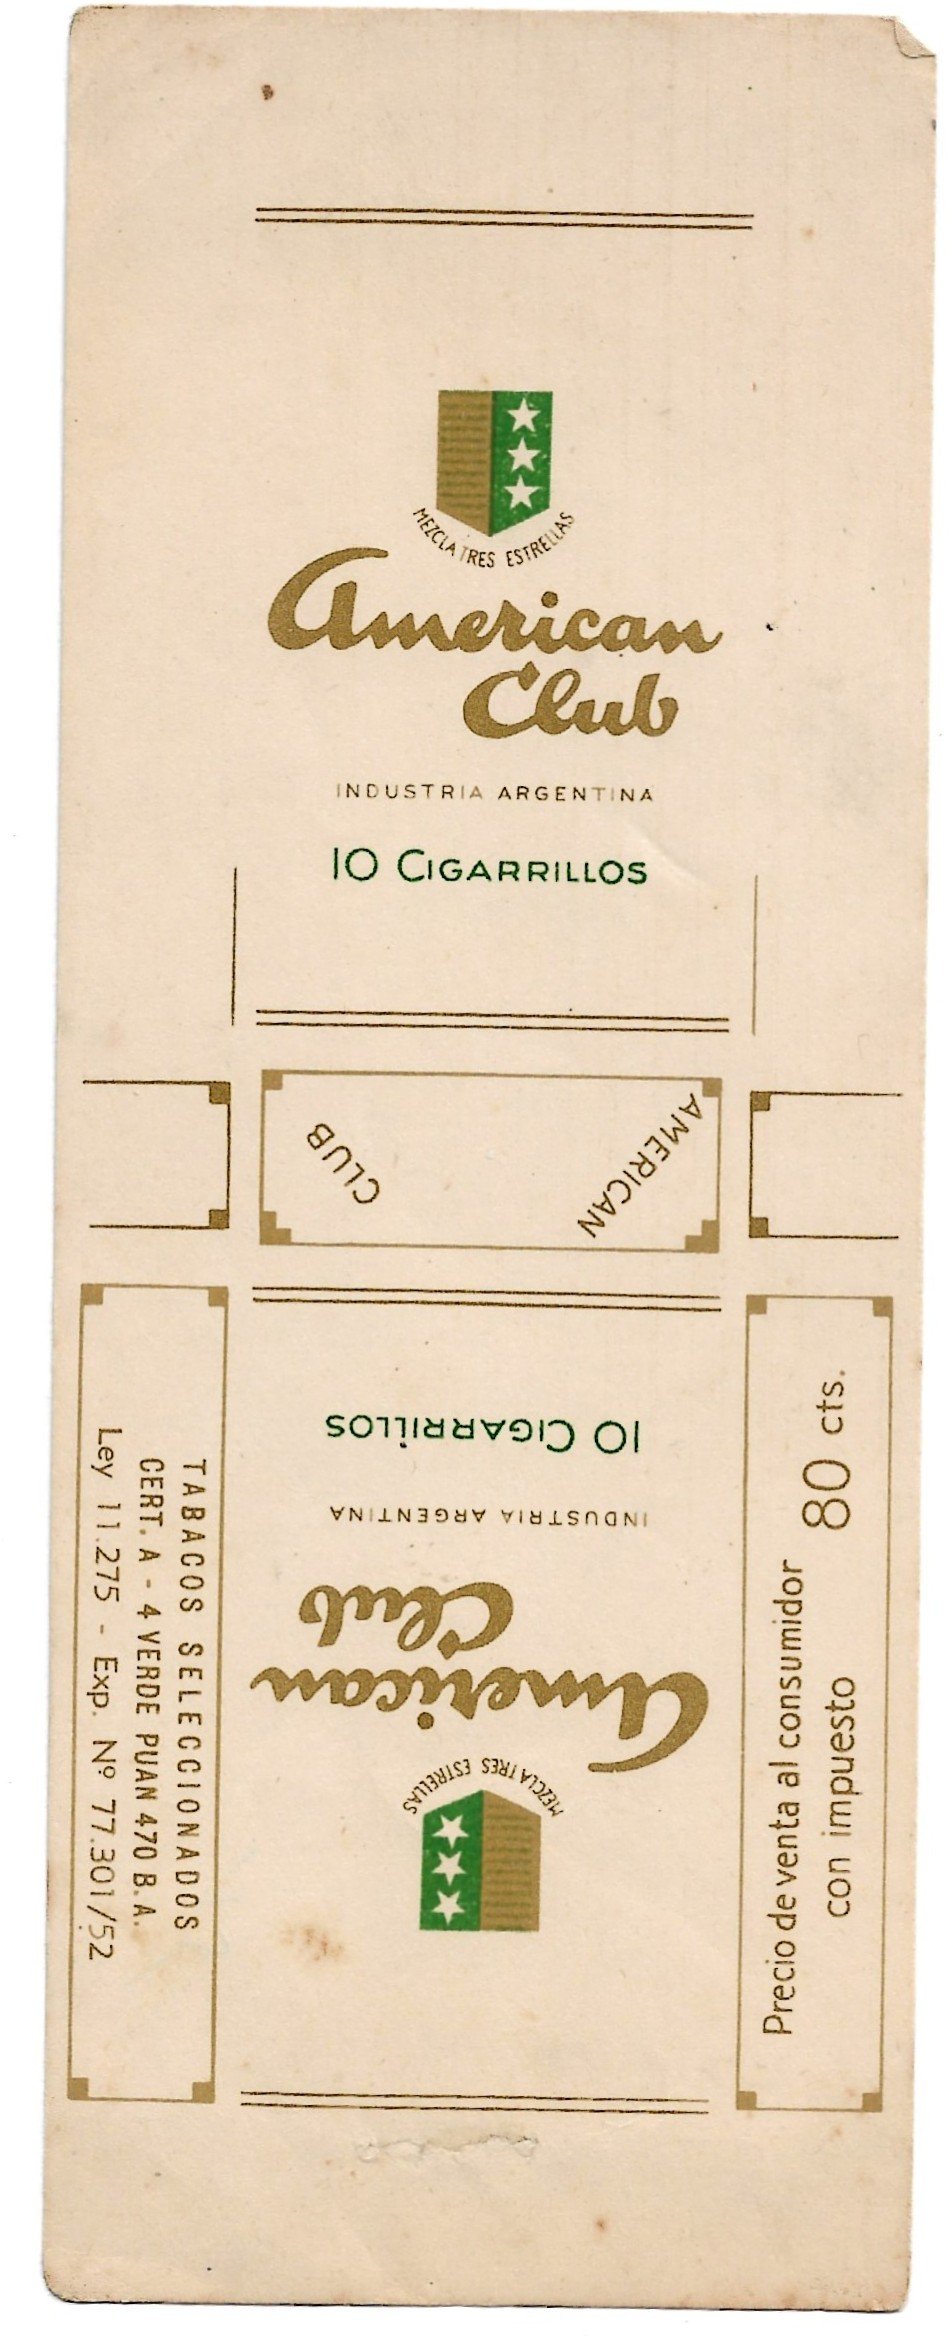 MEZCLA TRES ESTRELLAS
American
Club
INDUSTRIA ARGENTINA
10 CIGARRILLOS
AMERICAN
CLUB
10 CIGARRILLOS
INDUSTRIA ARGENTINA
American
Club
MEZCLA TRES ESTRELLAS
TABACOS SELECCIONADOS
CERT. A - 4 VERDE PUAN 470 B.A.
Ley 11.275 - Exp. Nº 77.301/52
Precio de venta al consumidor
con impuesto 80 cts.